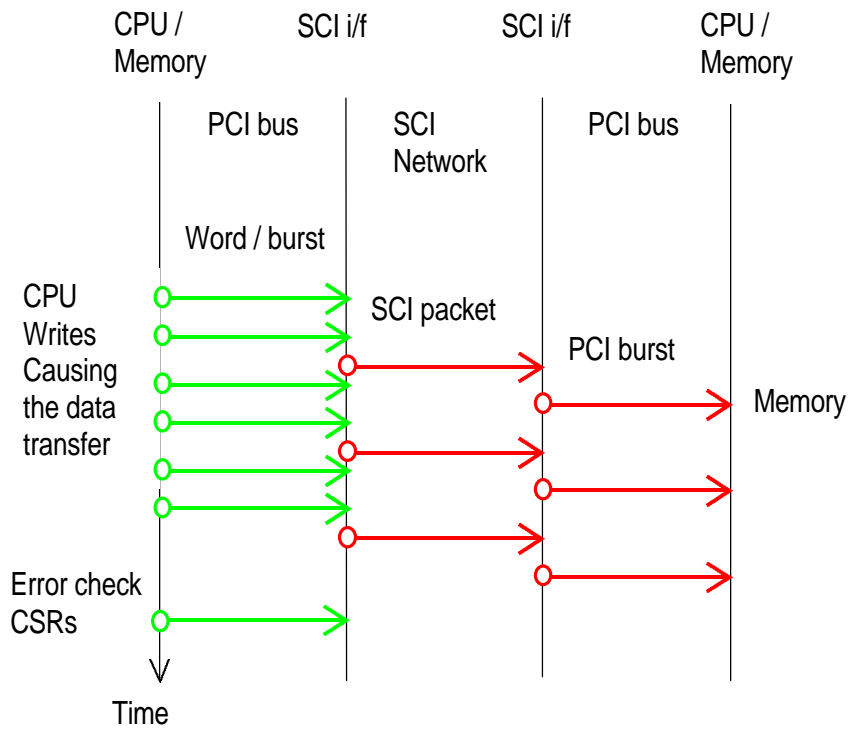 CPU /
Memory
SCI i/f
SCI i/f
CPU /
Memory
PCI bus
SCI
Network
PCI bus
Word / burst
CPU
Writes
Causing
the data
transfer
SCI packet
PCI burst
Memory
Error check
CSRs
Time